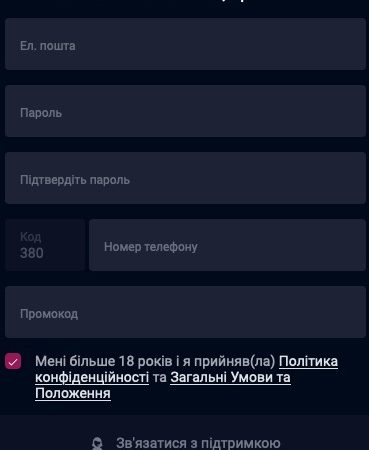 Ел. пошта
Пароль
Підтвердіть пароль
Код
380
Номер телефону
Промокод
Мені більше 18 років і я прийняв(ла) Політика
конфіденційності та Загальні Умови та
Положення
Зв'язатися з підтримкою